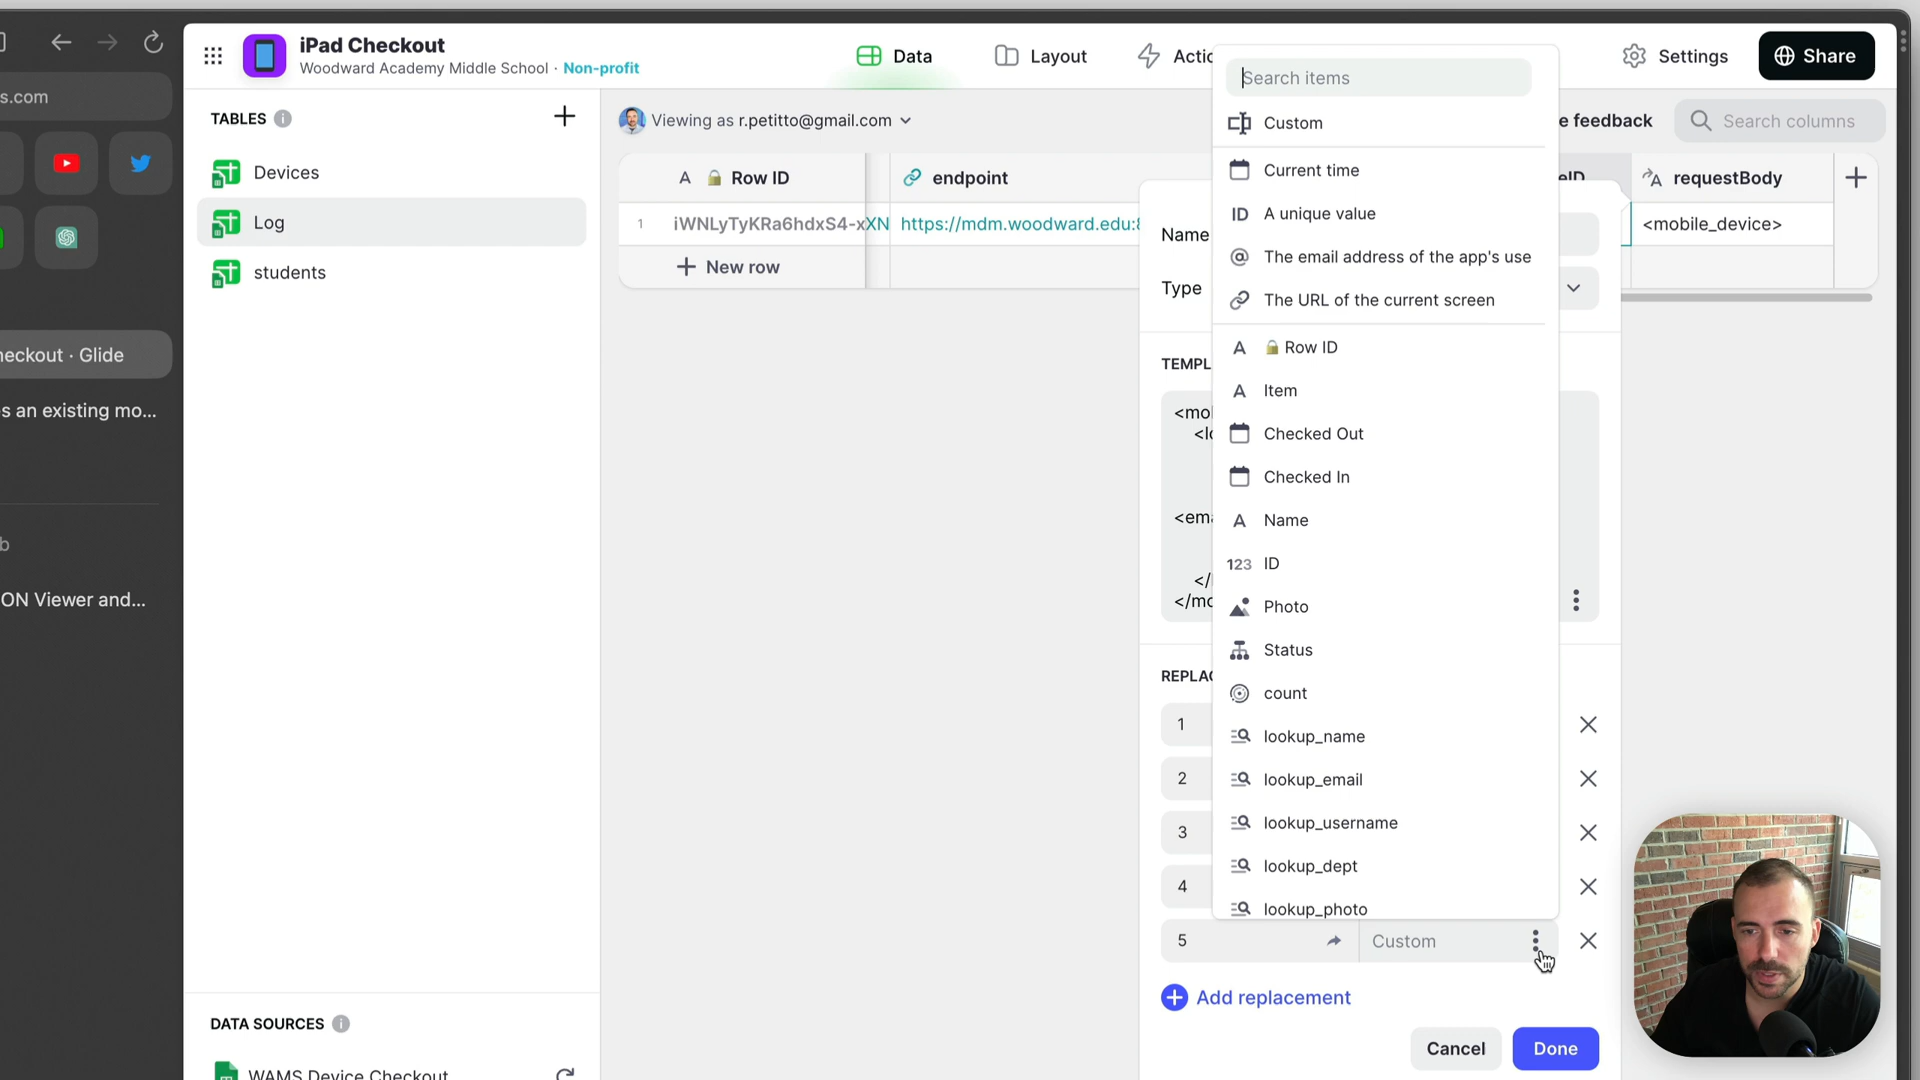 iPad Checkout
Woodward Academy Middle School · Non-profit
Data
Layout
Settings
Share
s.com
TABLES
Devices
Log
students
heckout · Glide
s an existing mo...
b
ON Viewer and...
DATA SOURCES
WAMS Device Checkout
Viewing as r.petitto@gmail.com
e feedback
Search columns
Row ID
endpoint
requestBody
1
iWNLyTyKRa6hdxS4-xXN
https://mdm.woodward.edu:8
<mobile_device>
New row
Name
Type
TEMPL
<mo
<lo
<ema
</
</mo
REPLAC
1
2
3
4
5
Custom
Add replacement
Cancel
Done
Search items
Custom
Current time
ID A unique value
@ The email address of the app's use
The URL of the current screen
A Row ID
A Item
Checked Out
Checked In
A Name
123 ID
Photo
Status
count
lookup_name
lookup_email
lookup_username
lookup_dept
lookup_photo